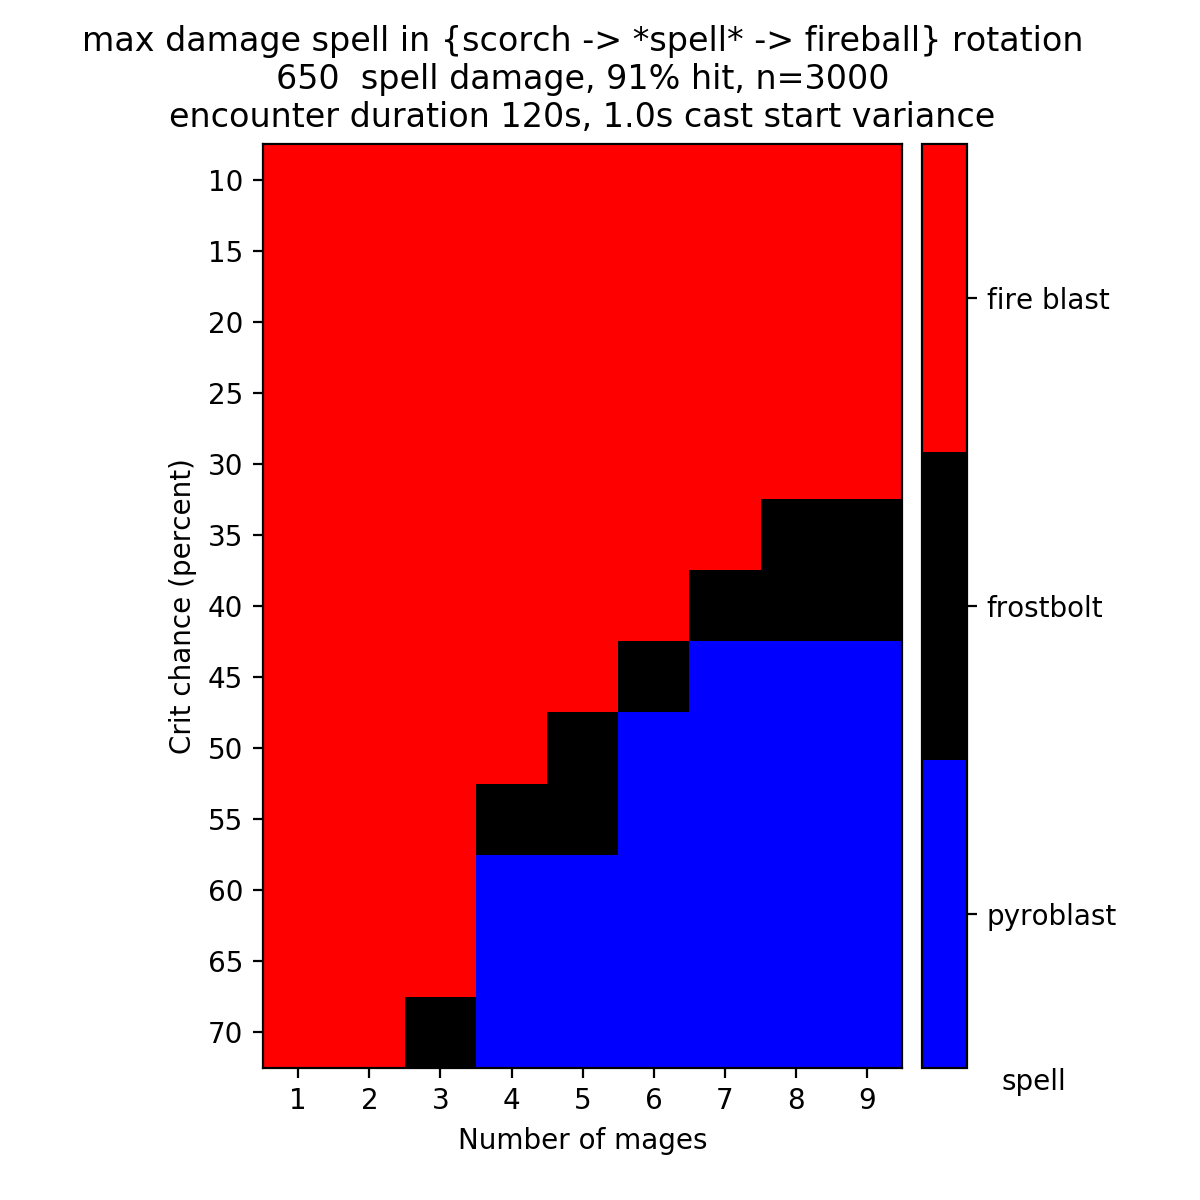 max damage spell in {scorch -> *spell* -> fireball} rotation
650  spell damage, 91% hit, n=3000
encounter duration 120s, 1.0s cast start variance
Crit chance (percent)
10
15
20
25
30
35
40
45
50
55
60
65
70
1 2 3 4 5 6 7 8 9
Number of mages
fire blast
frostbolt
pyroblast
spell